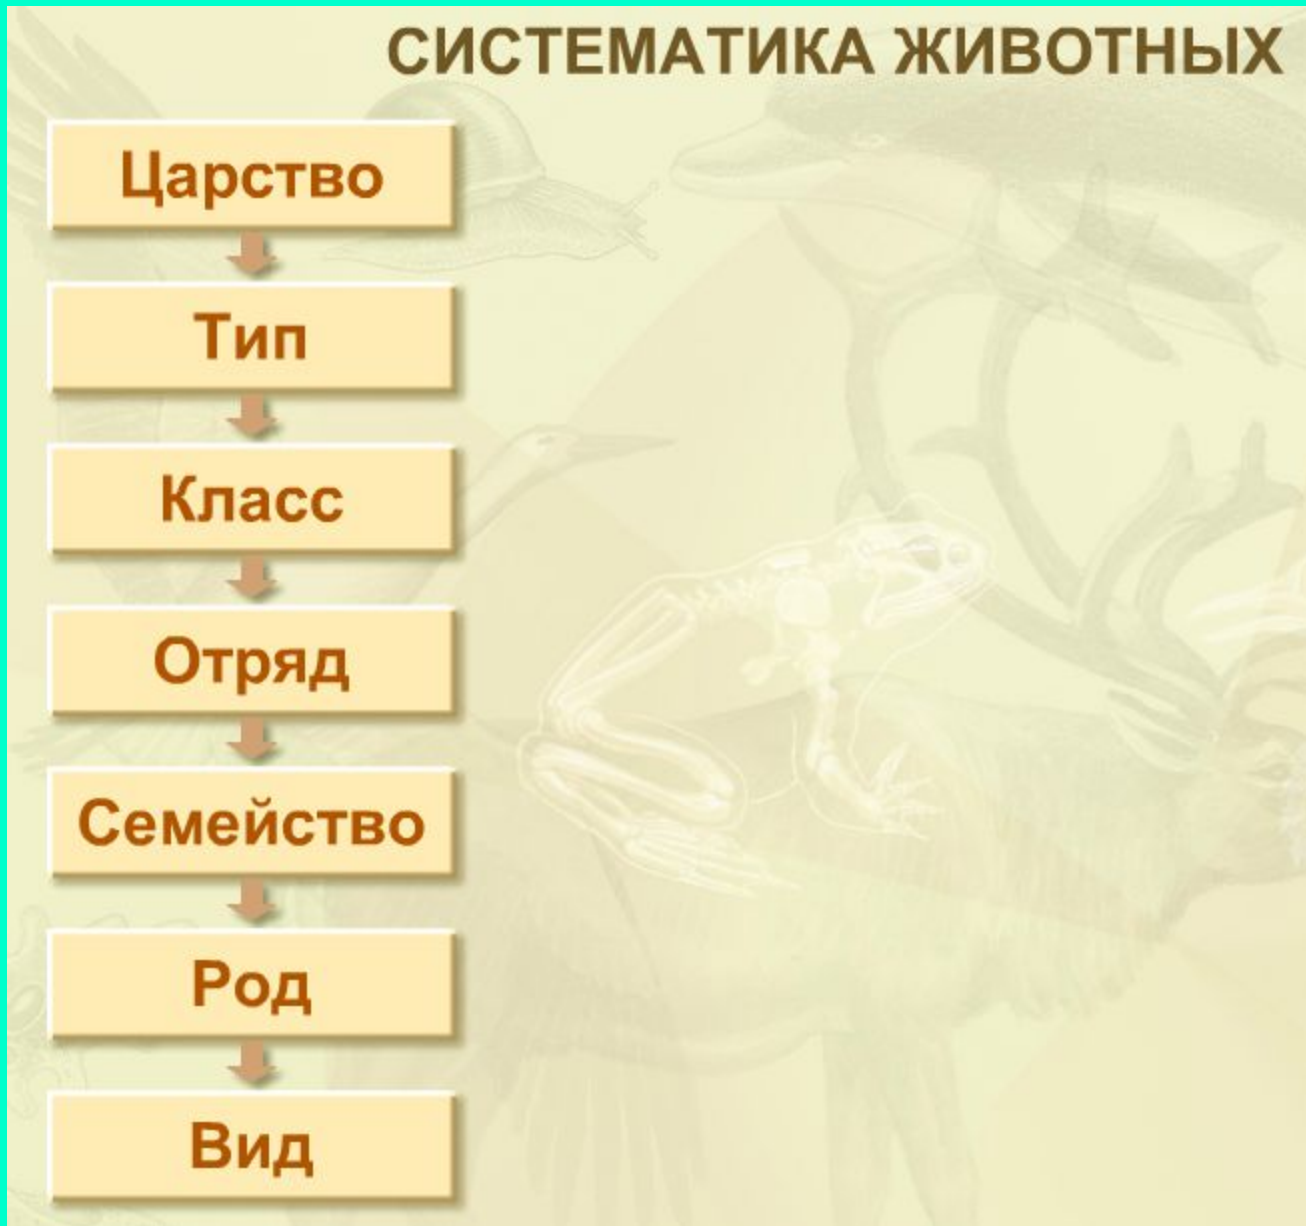 СИСТЕМАТИКА ЖИВОТНЫХ
Царство
Тип
Класс
Отряд
Семейство
Род
Вид